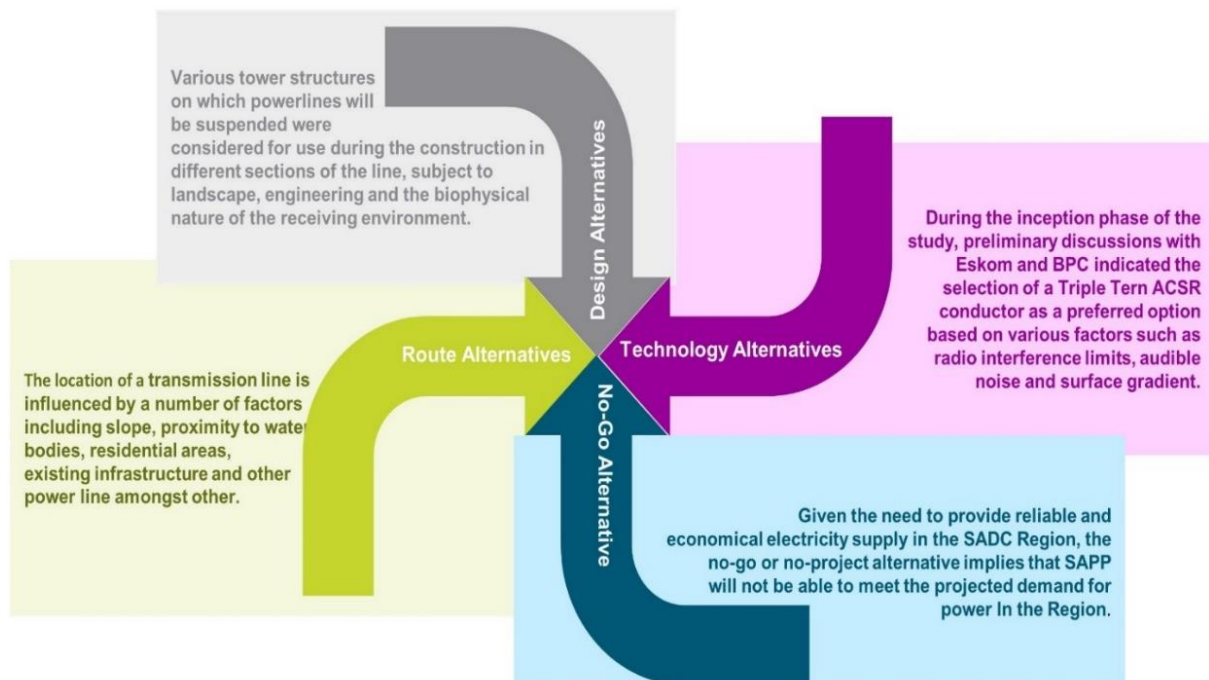 Various tower structures
on which powerlines will
be suspended were
considered for use during the construction in
different sections of the line, subject to
landscape, engineering and the biophysical
nature of the receiving environment.
Design Alternatives
During the inception phase of the
study, preliminary discussions with
Eskom and BPC indicated the
selection of a Triple Tern ACSR
conductor as a preferred option
based on various factors such as
radio interference limits, audible
noise and surface gradient.
Technology Alternatives
Route Alternatives
The location of a transmission line is
influenced by a number of factors
including slope, proximity to water
bodies, residential areas,
existing infrastructure and other
power line amongst other.
No-Go Alternative
Given the need to provide reliable and
economical electricity supply in the SADC Region, the
no-go or no-project alternative implies that SAPP
will not be able to meet the projected demand for
power In the Region.